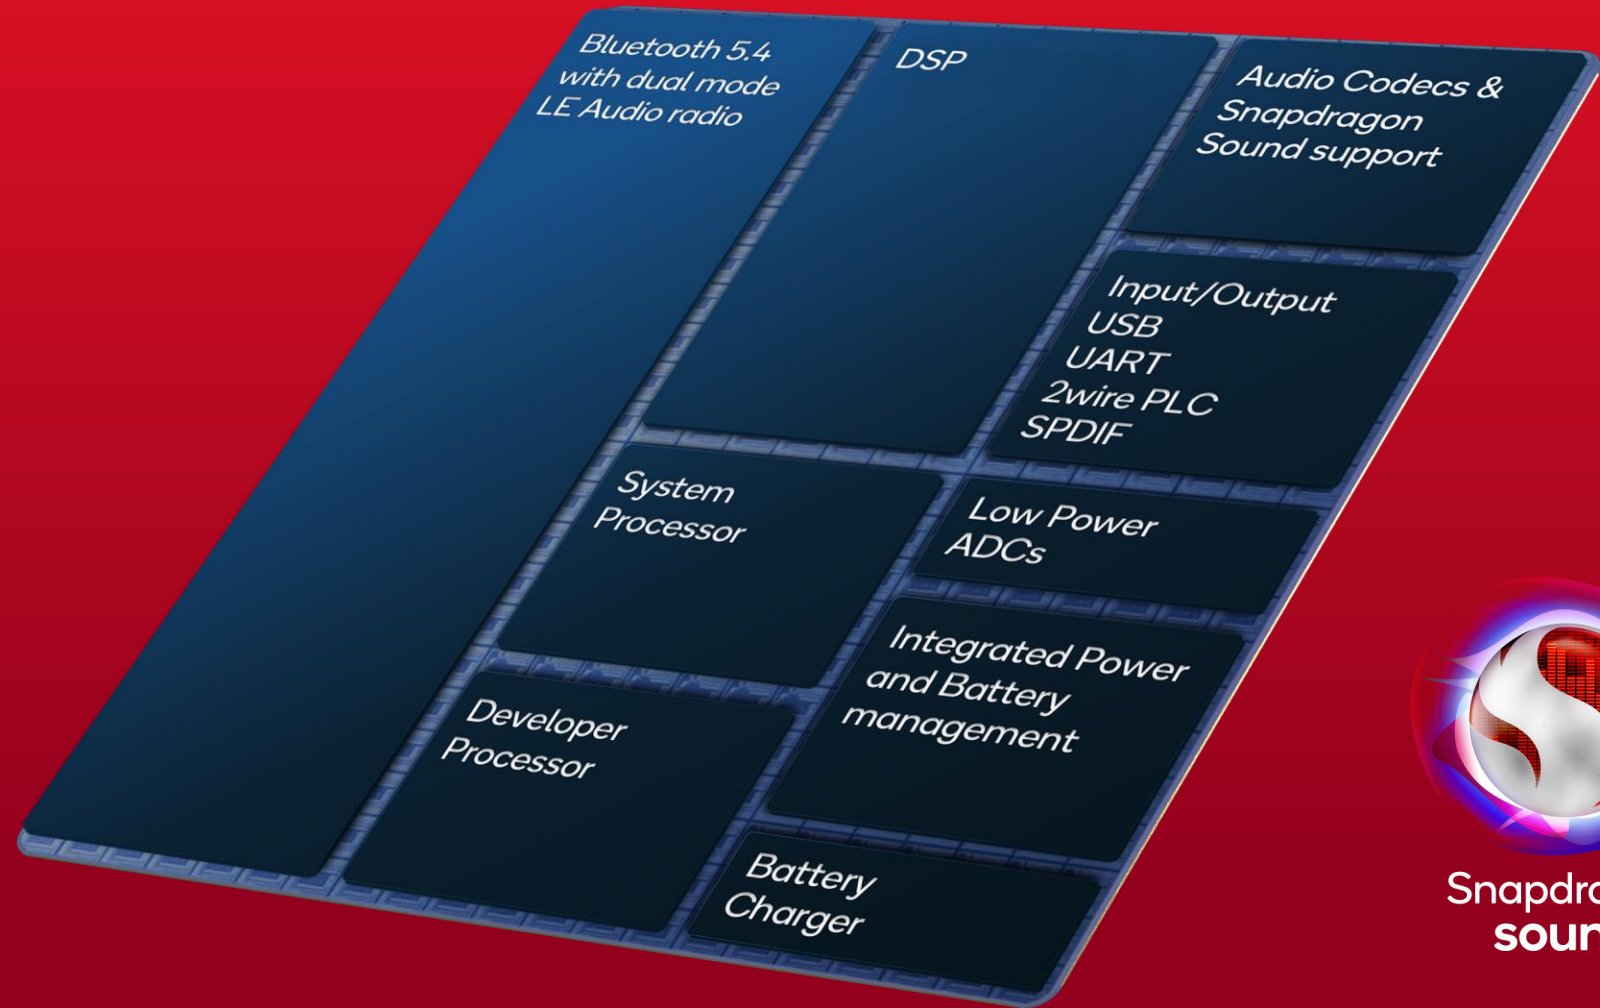 Bluetooth 5.4
with dual mode
LE Audio radio
DSP
Audio Codecs &
Snapdragon
Sound support
Input/Output
USB
UART
2wire PLC
SPDIF
System
Processor
Low Power
ADCs
Integrated Power
and Battery
management
Developer
Processor
Battery
Charger